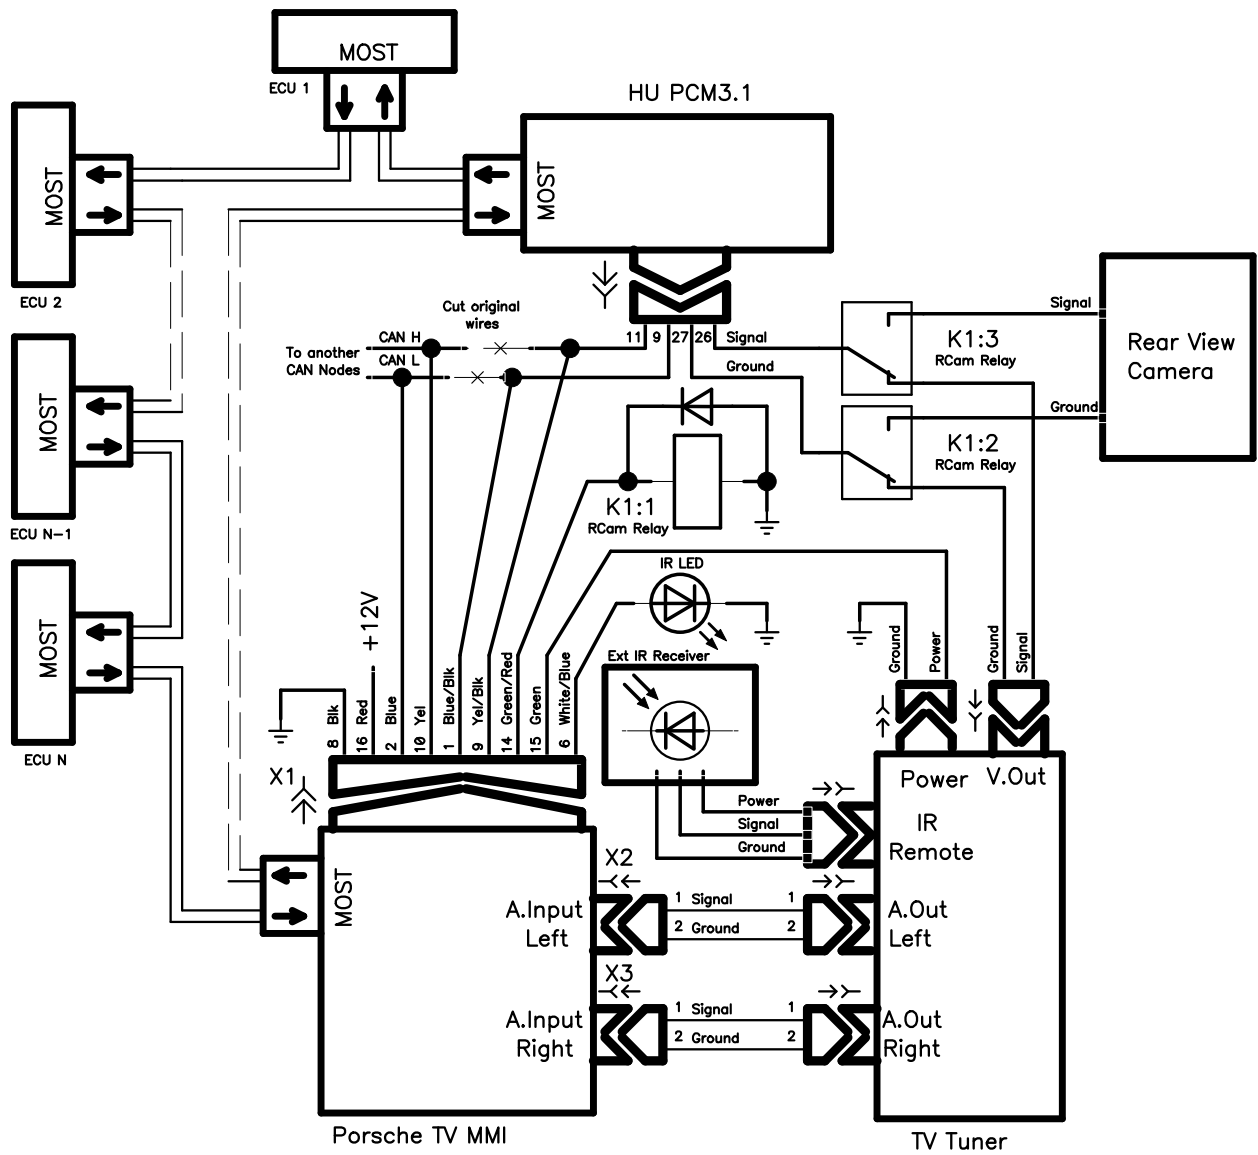 MOST
ECU 1
HU PCM3.1
MOST
MOST
ECU 2
Cut original
wires
CAN H
CAN L
To another
CAN Nodes
11 9 27 26
Signal
Ground
Signal
K1:3
RCam Relay
Rear View
Camera
Ground
K1:2
RCam Relay
MOST
ECU N-1
K1:1
RCam Relay
IR LED
MOST
ECU N
+12V
Ext IR Receiver
8 Blk
16 Red
2 Blue
10 Yel
1 Blue/Blk
9 Yel/Blk
14 Green/Red
15 Green
6 White/Blue
Ground
Power
Ground
Signal
X1
Power
V.Out
Power
Signal
Ground
IR
Remote
MOST
X2
A.Input
Left
1 Signal 1
2 Ground 2
A.Out
Left
X3
A.Input
Right
1 Signal 1
2 Ground 2
A.Out
Right
Porsche TV MMI
TV Tuner